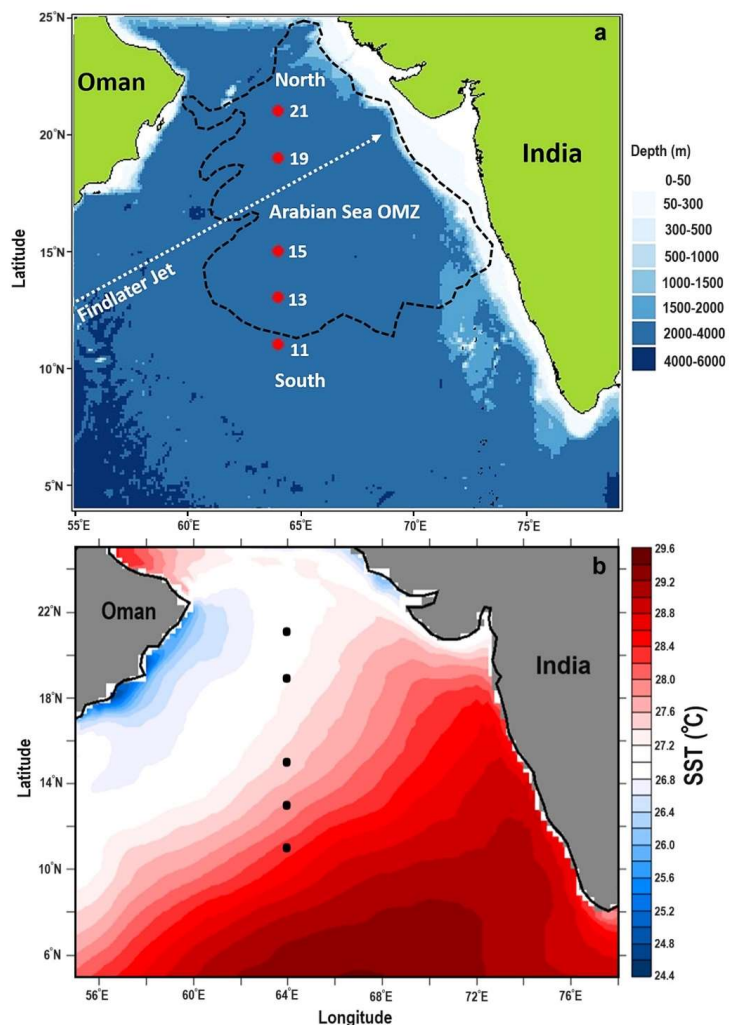 25°N
a
Oman
North
21
20°N
19
India
Depth (m)
0-50
50-300
300-500
500-1000
1000-1500
1500-2000
2000-4000
4000-6000
Latitude
Arabian Sea OMZ
15°N
15
Findlater Jet
13
10°N
11
South
5°N
55°E
60°E
65°E
70°E
75°E
b
Oman
India
22°N
18°N
14°N
10°N
6°N
Latitude
56°E
60°E
64°E
68°E
72°E
76°E
Longitude
29.6
29.2
28.8
28.4
28.0
27.6
27.2
26.8
26.4
26.0
25.6
25.2
24.8
24.4
SST (°C)